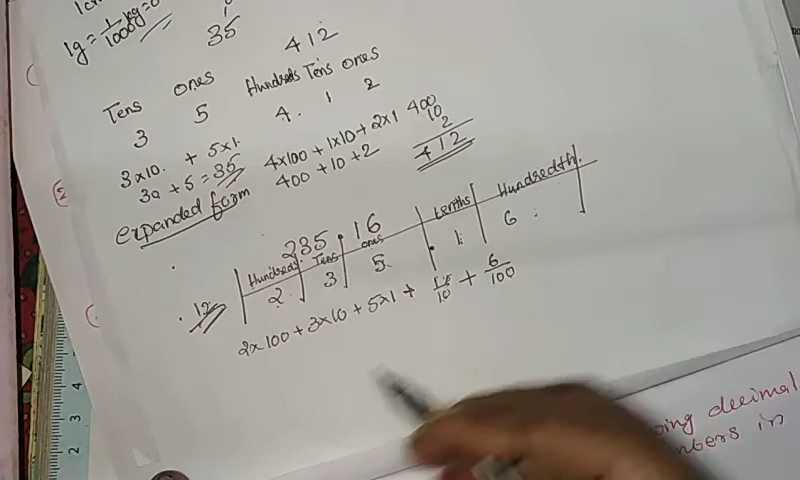 1g = 1/1000 kg =
35
412
Tens ones Hundreds Tens ones
3 5 4. 1 2
3×10. + 5×1. 4×100 + 1×10 + 2×1 400
30 + 5 = 35 400 + 10 + 2 10
2
412
expanded form
235.16
Hundreds Tens ones tenths Hundredth.
2. 3 5. . 1 6
2×100 + 3×10 + 5×1 + /10 + 6/100
decimal
in
2 3 4